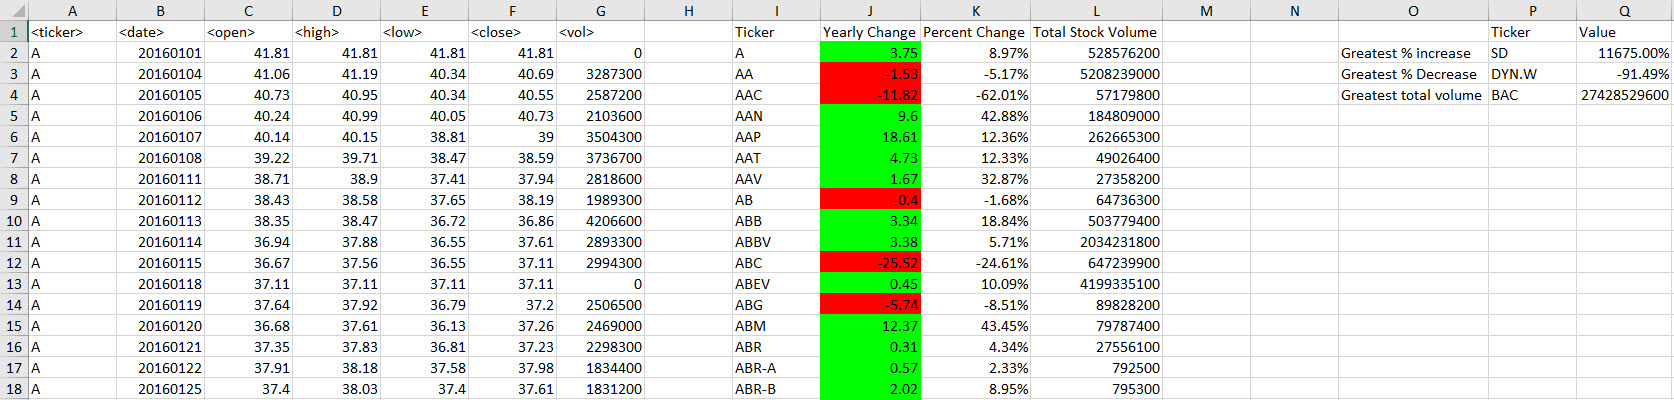 A B C D E F G H I J K L M N O P Q
1 <ticker> <date> <open> <high> <low> <close> <vol> Ticker Yearly Change Percent Change Total Stock Volume Ticker Value
2 A 20160101 41.81 41.81 41.81 41.81 0 A 3.75 8.97% 528576200 Greatest % increase SD 11675.00%
3 A 20160104 41.06 41.19 40.34 40.69 3287300 AA -1.53 -5.17% 5208239000 Greatest % Decrease DYN.W -91.49%
4 A 20160105 40.73 40.95 40.34 40.55 2587200 AAC -11.82 -62.01% 57179800 Greatest total volume BAC 27428529600
5 A 20160106 40.24 40.99 40.05 40.73 2103600 AAN 9.6 42.88% 184809000
6 A 20160107 40.14 40.15 38.81 39 3504300 AAP 18.61 12.36% 262665300
7 A 20160108 39.22 39.71 38.47 38.59 3736700 AAT 4.73 12.33% 49026400
8 A 20160111 38.71 38.9 37.41 37.94 2818600 AAV 1.67 32.87% 27358200
9 A 20160112 38.43 38.58 37.65 38.19 1989300 AB -0.4 -1.68% 64736300
10 A 20160113 38.35 38.47 36.72 36.86 4206600 ABB 3.34 18.84% 503779400
11 A 20160114 36.94 37.88 36.55 37.61 2893300 ABBV 3.38 5.71% 2034231800
12 A 20160115 36.67 37.56 36.55 37.11 2994300 ABC -25.52 -24.61% 647239900
13 A 20160118 37.11 37.11 37.11 37.11 0 ABEV 0.45 10.09% 4199335100
14 A 20160119 37.64 37.92 36.79 37.2 2506500 ABG -5.74 -8.51% 89828200
15 A 20160120 36.68 37.61 36.13 37.26 2469000 ABM 12.37 43.45% 79787400
16 A 20160121 37.35 37.83 36.81 37.23 2298300 ABR 0.31 4.34% 27556100
17 A 20160122 37.91 38.18 37.58 37.98 1834400 ABR-A 0.57 2.33% 792500
18 A 20160125 37.4 38.03 37.4 37.61 1831200 ABR-B 2.02 8.95% 795300